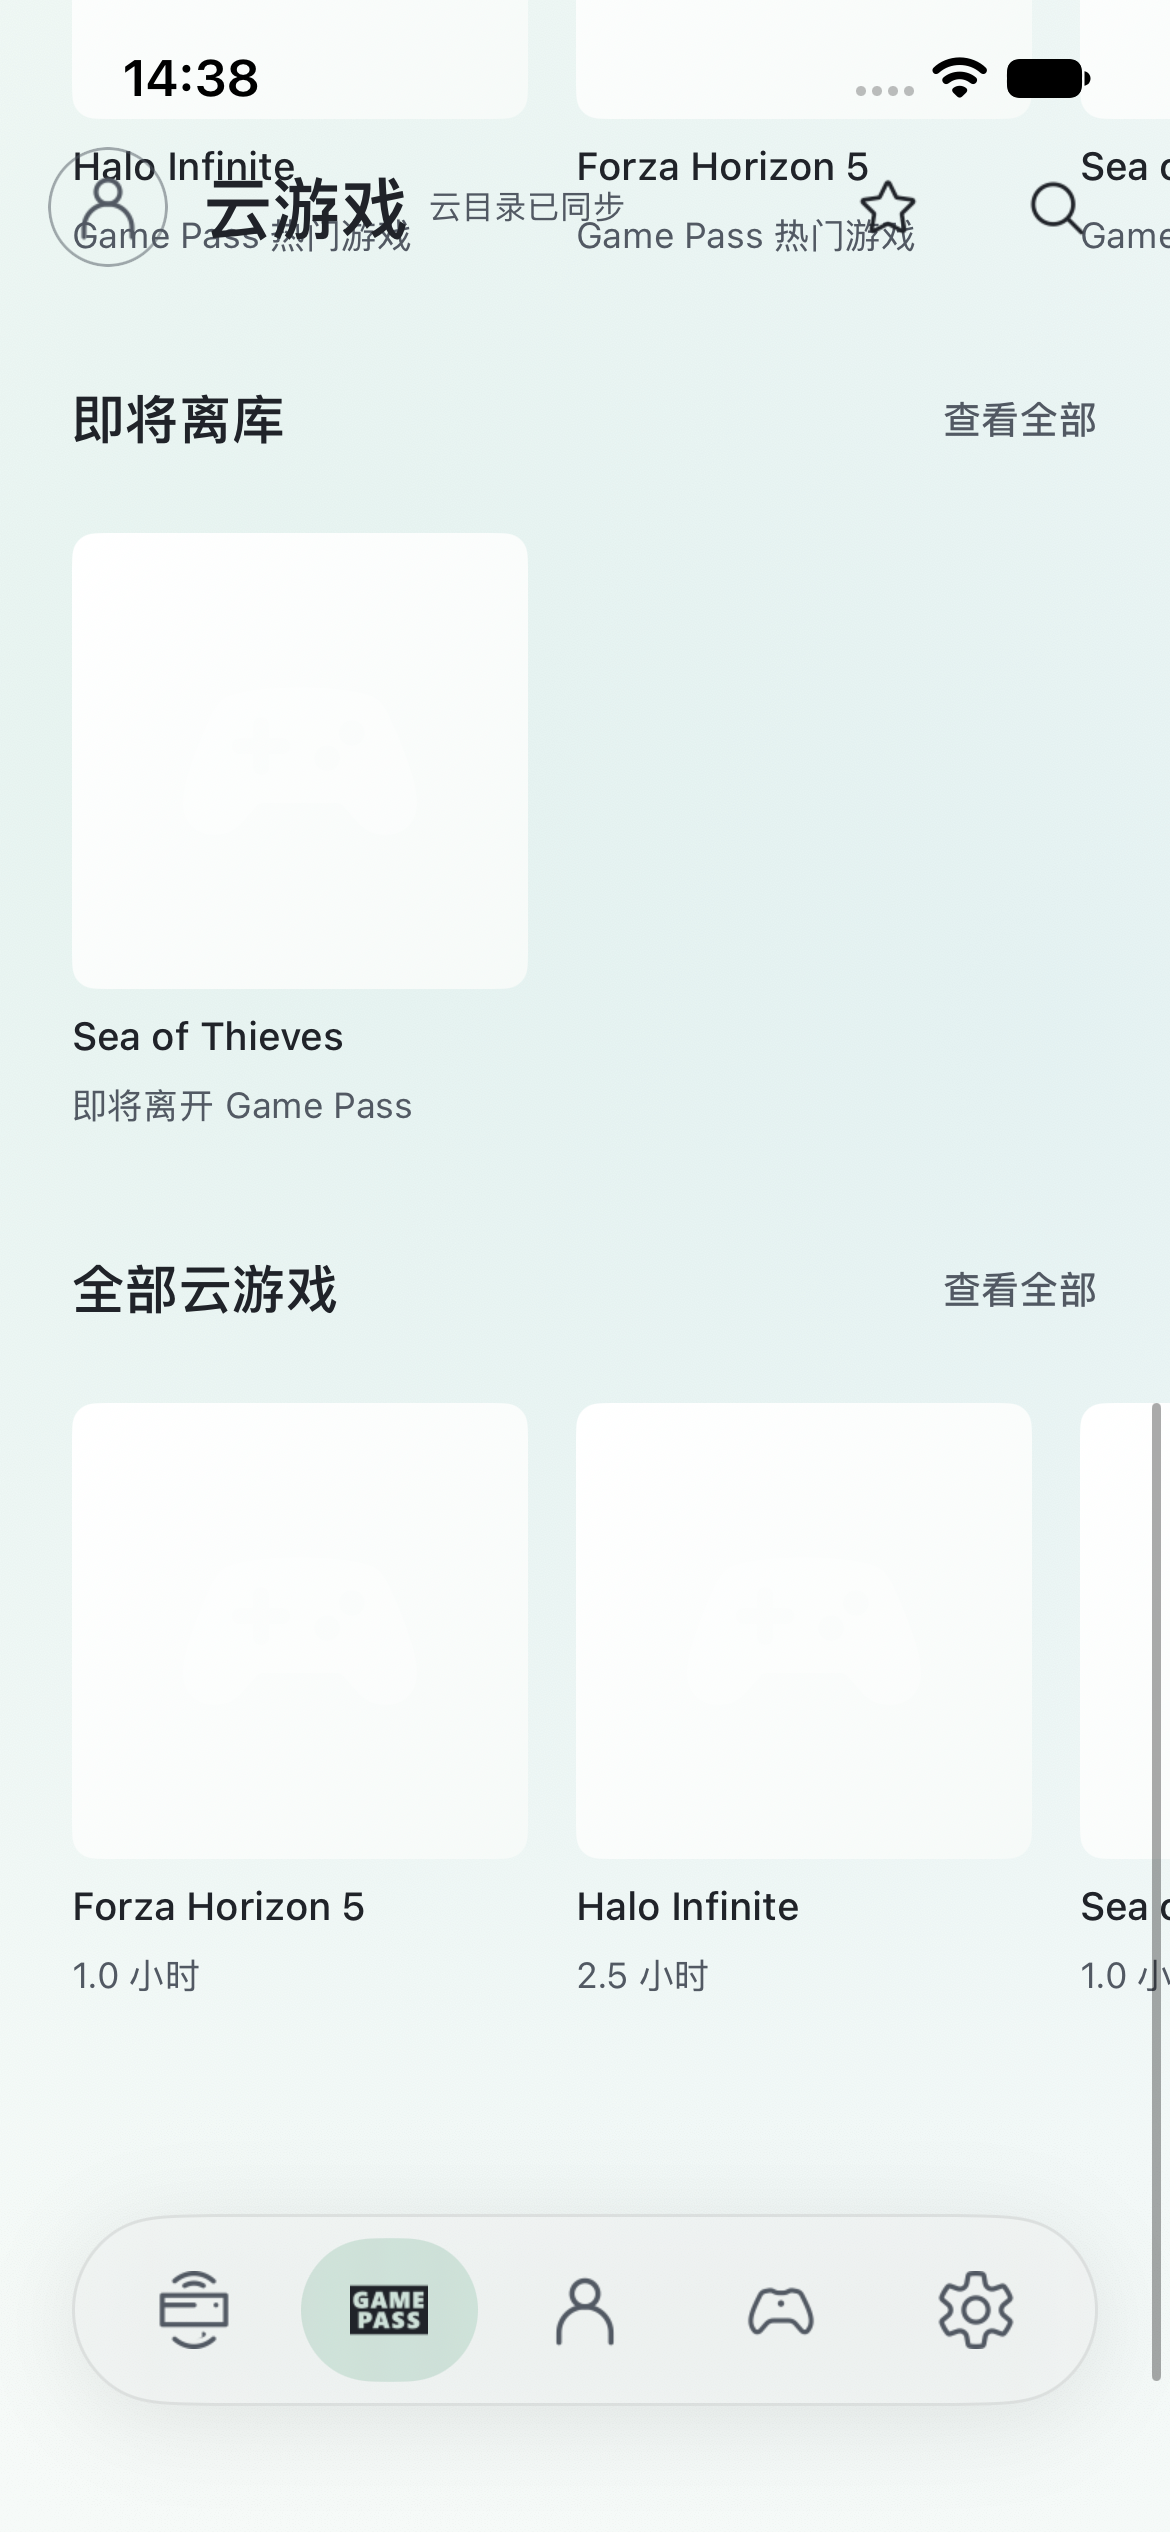 14:38
Halo Infinite
Forza Horizon 5
Sea o
云游戏
云目录已同步
Game Pass 热门游戏
Game Pass 热门游戏
Game
即将离库
查看全部
Sea of Thieves
即将离开 Game Pass
全部云游戏
查看全部
Forza Horizon 5
Halo Infinite
Sea o
1.0 小时
2.5 小时
1.0 小
GAME
PASS